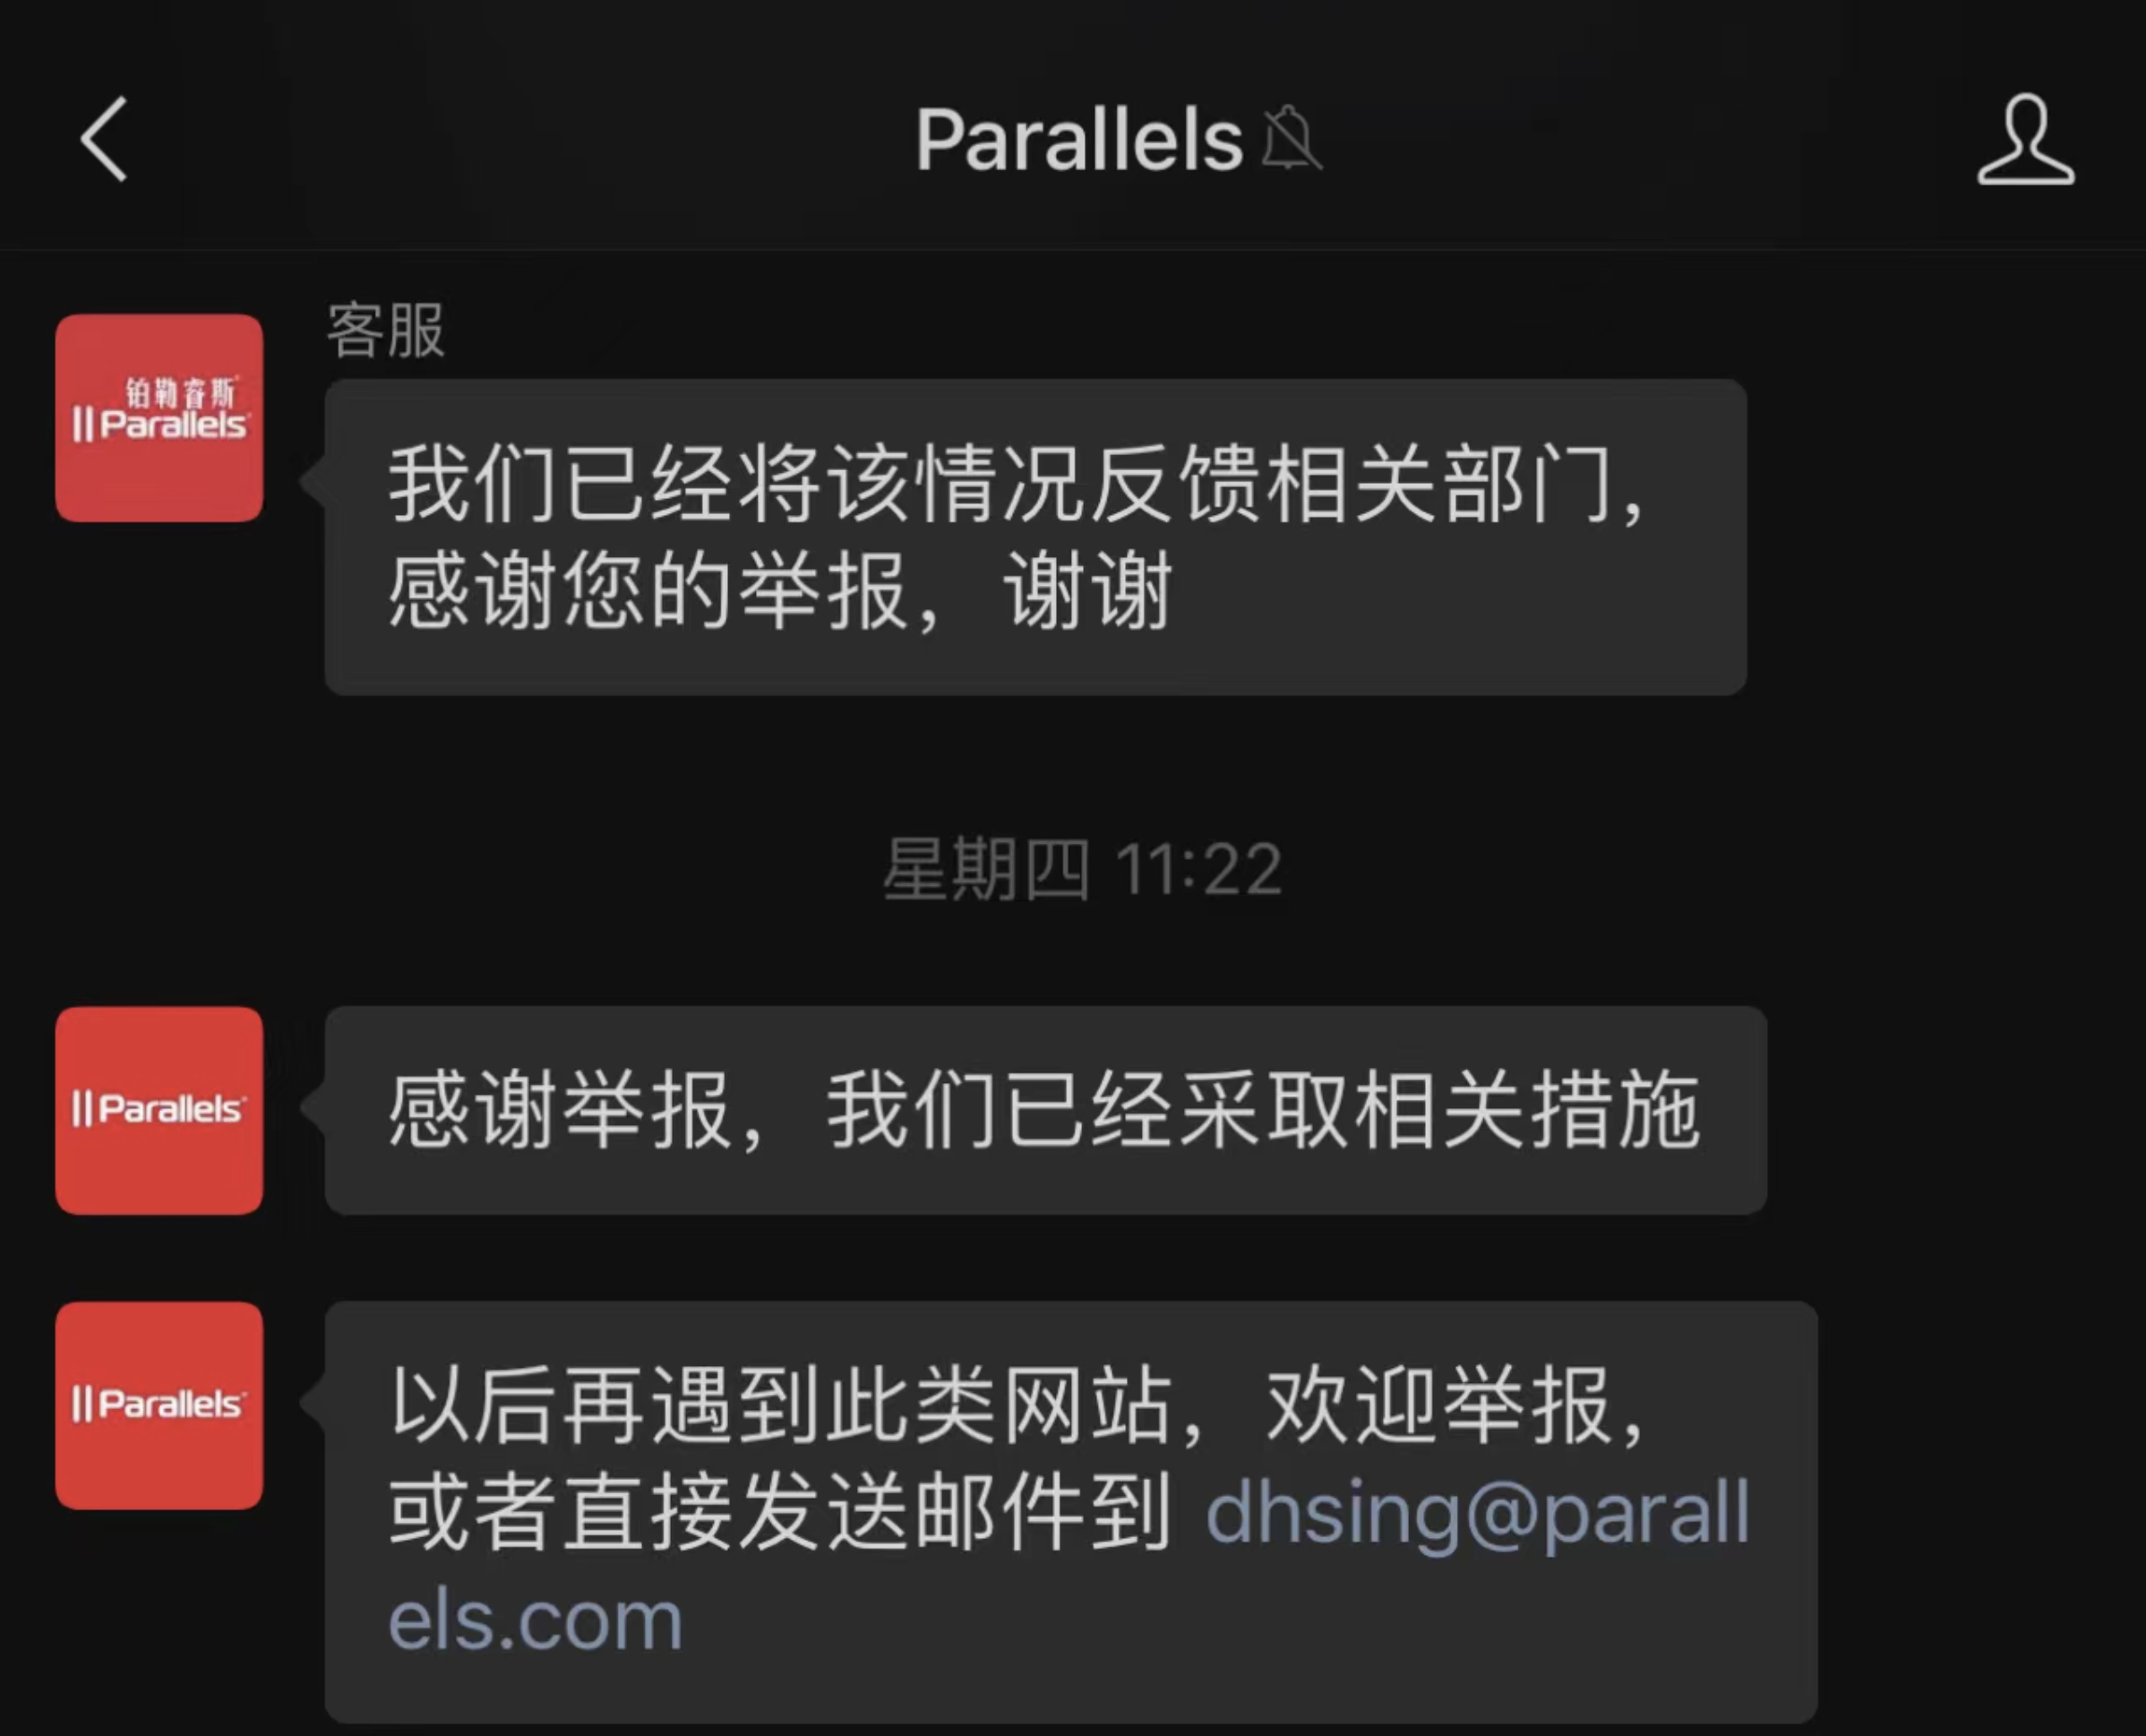 Parallels
客服
铂勒睿斯
Parallels
我们已经将该情况反馈相关部门，
感谢您的举报，谢谢
星期四 11:22
Parallels
感谢举报，我们已经采取相关措施
Parallels
以后再遇到此类网站，欢迎举报，
或者直接发送邮件到 dhsing@parall
els.com